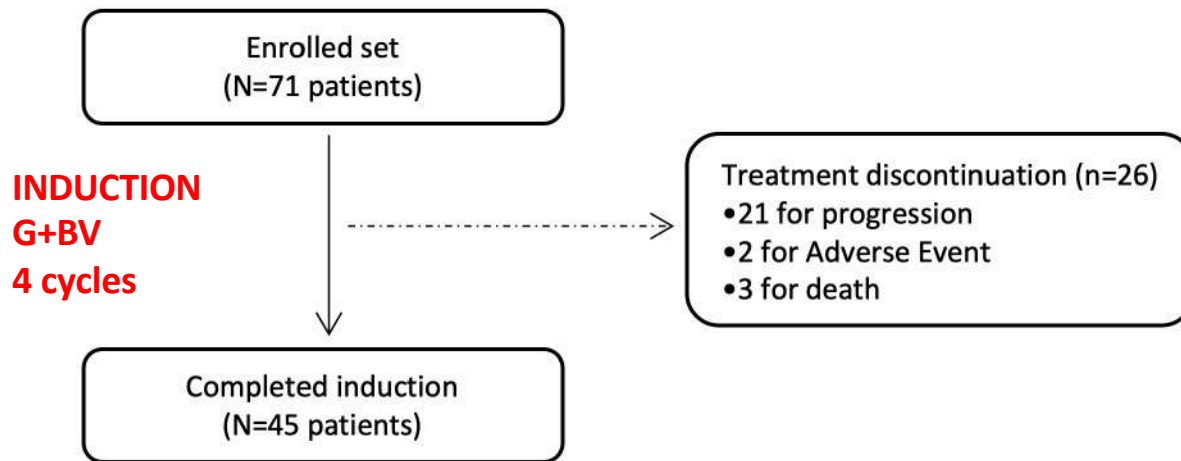 Enrolled set
(N=71 patients)
INDUCTION
G+BV
4 cycles
Treatment discontinuation (n=26)
•21 for progression
•2 for Adverse Event
•3 for death
Completed induction
(N=45 patients)